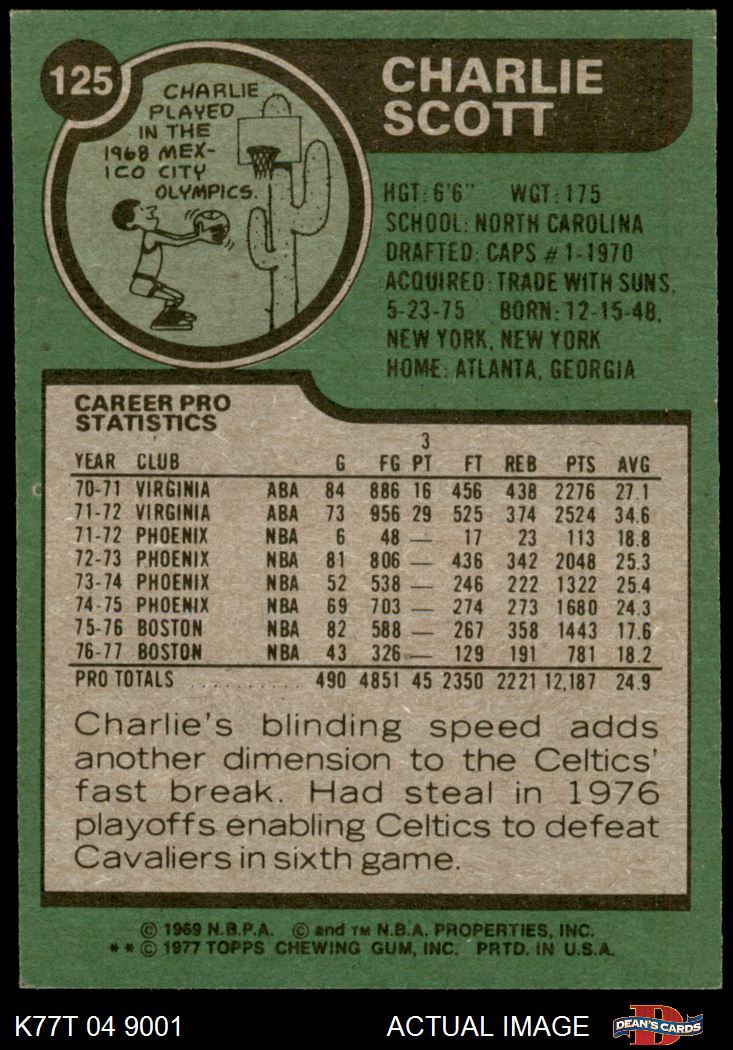 125
CHARLIE
PLAYED
IN THE
1968 MEX-
ICO CITY
OLYMPICS.
CHARLIE
SCOTT
HGT: 6'6" WGT: 175
SCHOOL: NORTH CAROLINA
DRAFTED: CAPS #1-1970
ACQUIRED: TRADE WITH SUNS,
5-23-75 BORN: 12-15-48,
NEW YORK, NEW YORK
HOME: ATLANTA, GEORGIA
CAREER PRO
STATISTICS
3
YEAR CLUB G FG PT FT REB PTS AVG
70-71 VIRGINIA ABA 84 886 16 456 438 2276 27.1
71-72 VIRGINIA ABA 73 956 29 525 374 2524 34.6
71-72 PHOENIX NBA 6 48 — 17 23 113 18.8
72-73 PHOENIX NBA 81 806 — 436 342 2048 25.3
73-74 PHOENIX NBA 52 538 — 246 222 1322 25.4
74-75 PHOENIX NBA 69 703 — 274 273 1680 24.3
75-76 BOSTON NBA 82 588 — 267 358 1443 17.6
76-77 BOSTON NBA 43 326 — 129 191 781 18.2
PRO TOTALS .......... 490 4851 45 2350 2221 12,187 24.9
Charlie's blinding speed adds
another dimension to the Celtics'
fast break. Had steal in 1976
playoffs enabling Celtics to defeat
Cavaliers in sixth game.
© 1969 N.B.P.A. © and TM N.B.A. PROPERTIES, INC.
** © 1977 TOPPS CHEWING GUM, INC. PRTD. IN U.S.A.
K77T 04 9001 ACTUAL IMAGE D DEAN'S CARDS